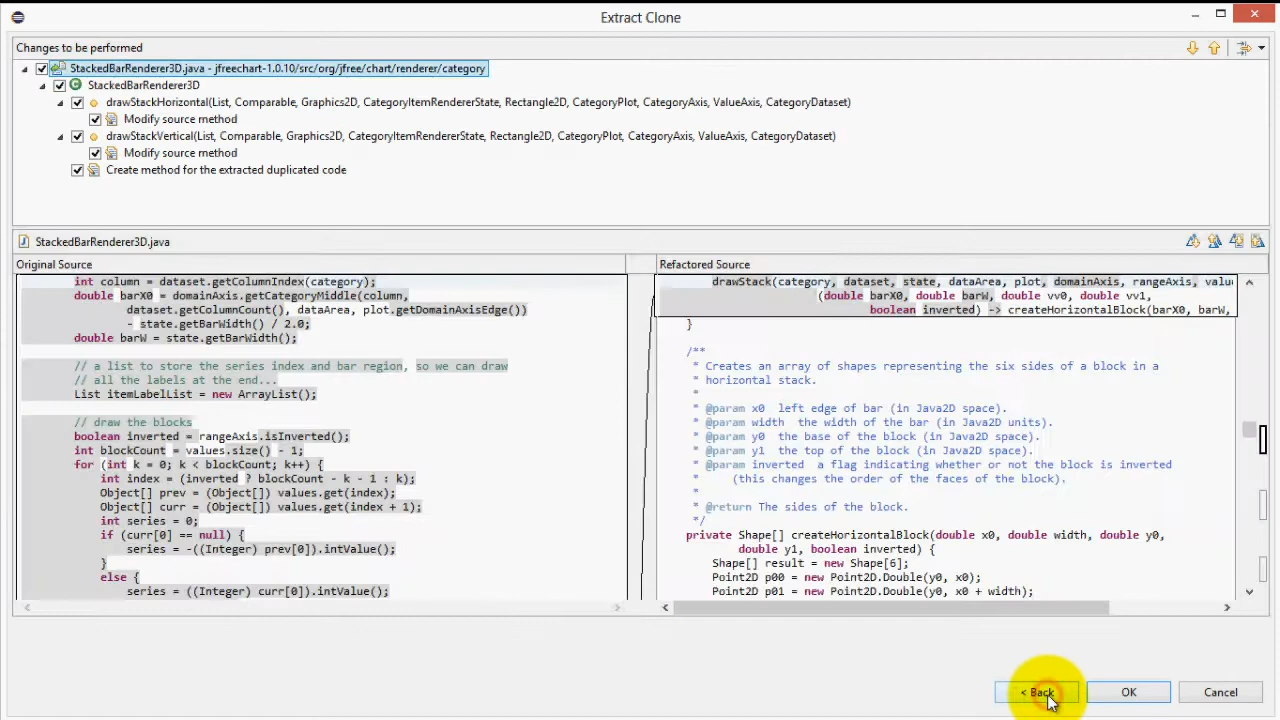 Extract Clone
Changes to be performed
StackedBarRenderer3D.java - jfreechart-1.0.10/src/org/jfree/chart/renderer/category
StackedBarRenderer3D
drawStackHorizontal(List, Comparable, Graphics2D, CategoryItemRendererState, Rectangle2D, CategoryPlot, CategoryAxis, ValueAxis, CategoryDataset)
Modify source method
drawStackVertical(List, Comparable, Graphics2D, CategoryItemRendererState, Rectangle2D, CategoryPlot, CategoryAxis, ValueAxis, CategoryDataset)
Modify source method
Create method for the extracted duplicated code
StackedBarRenderer3D.java
Original Source
int column = dataset.getColumnIndex(category);
double barX0 = domainAxis.getCategoryMiddle(column,
dataset.getColumnCount(), dataArea, plot.getDomainAxisEdge())
- state.getBarWidth() / 2.0;
double barW = state.getBarWidth();
// a list to store the series index and bar region, so we can draw
// all the labels at the end...
List itemLabelList = new ArrayList();
// draw the blocks
boolean inverted = rangeAxis.isInverted();
int blockCount = values.size() - 1;
for (int k = 0; k < blockCount; k++) {
int index = (inverted ? blockCount - k - 1 : k);
Object[] prev = (Object[]) values.get(index);
Object[] curr = (Object[]) values.get(index + 1);
int series = 0;
if (curr[0] == null) {
series = -((Integer) prev[0]).intValue();
}
else {
series = ((Integer) curr[0]).intValue();
Refactored Source
drawStack(category, dataset, state, dataArea, plot, domainAxis, rangeAxis, valu
(double barX0, double barW, double vv0, double vv1,
boolean inverted) -> createHorizontalBlock(barX0, barW,
}
/**
* Creates an array of shapes representing the six sides of a block in a
* horizontal stack.
*
* @param x0 left edge of bar (in Java2D space).
* @param width the width of the bar (in Java2D units).
* @param y0 the base of the block (in Java2D space).
* @param y1 the top of the block (in Java2D space).
* @param inverted a flag indicating whether or not the block is inverted
* (this changes the order of the faces of the block).
*
* @return The sides of the block.
*/
private Shape[] createHorizontalBlock(double x0, double width, double y0,
double y1, boolean inverted) {
Shape[] result = new Shape[6];
Point2D p00 = new Point2D.Double(y0, x0);
Point2D p01 = new Point2D.Double(y0, x0 + width);
< Back
OK
Cancel